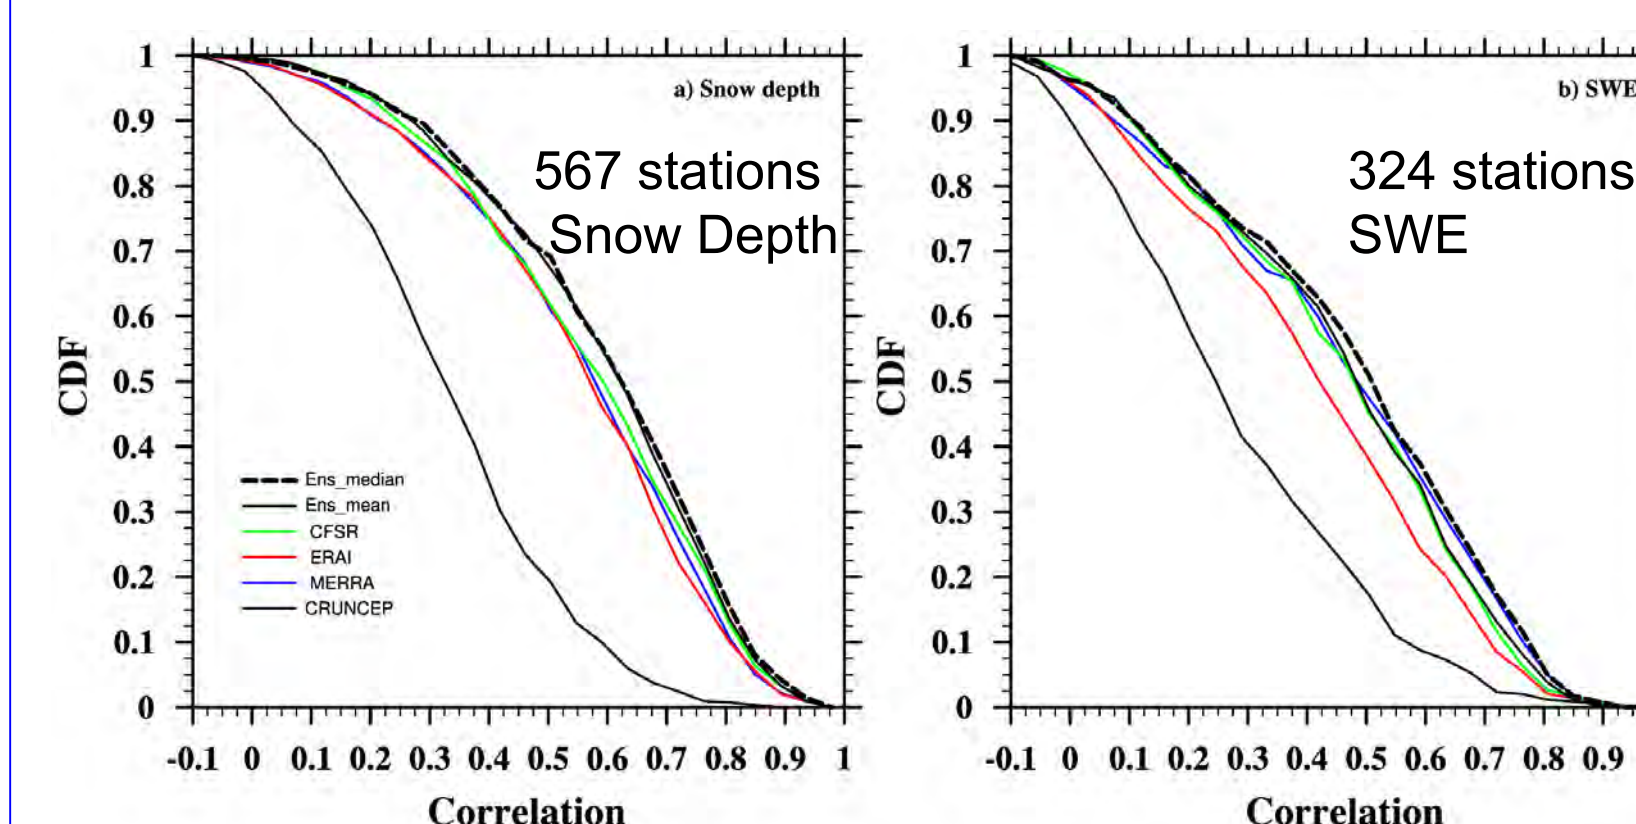 a) Snow depth
567 stations
Snow Depth
1
0.9
0.8
0.7
0.6
0.5
0.4
0.3
0.2
0.1
0
CDF
Ens_median
Ens_mean
CFSR
ERAI
MERRA
CRUNCEP
-0.1 0 0.1 0.2 0.3 0.4 0.5 0.6 0.7 0.8 0.9 1
Correlation
b) SWE
324 stations
SWE
1
0.9
0.8
0.7
0.6
0.5
0.4
0.3
0.2
0.1
0
CDF
-0.1 0 0.1 0.2 0.3 0.4 0.5 0.6 0.7 0.8 0.9
Correlation